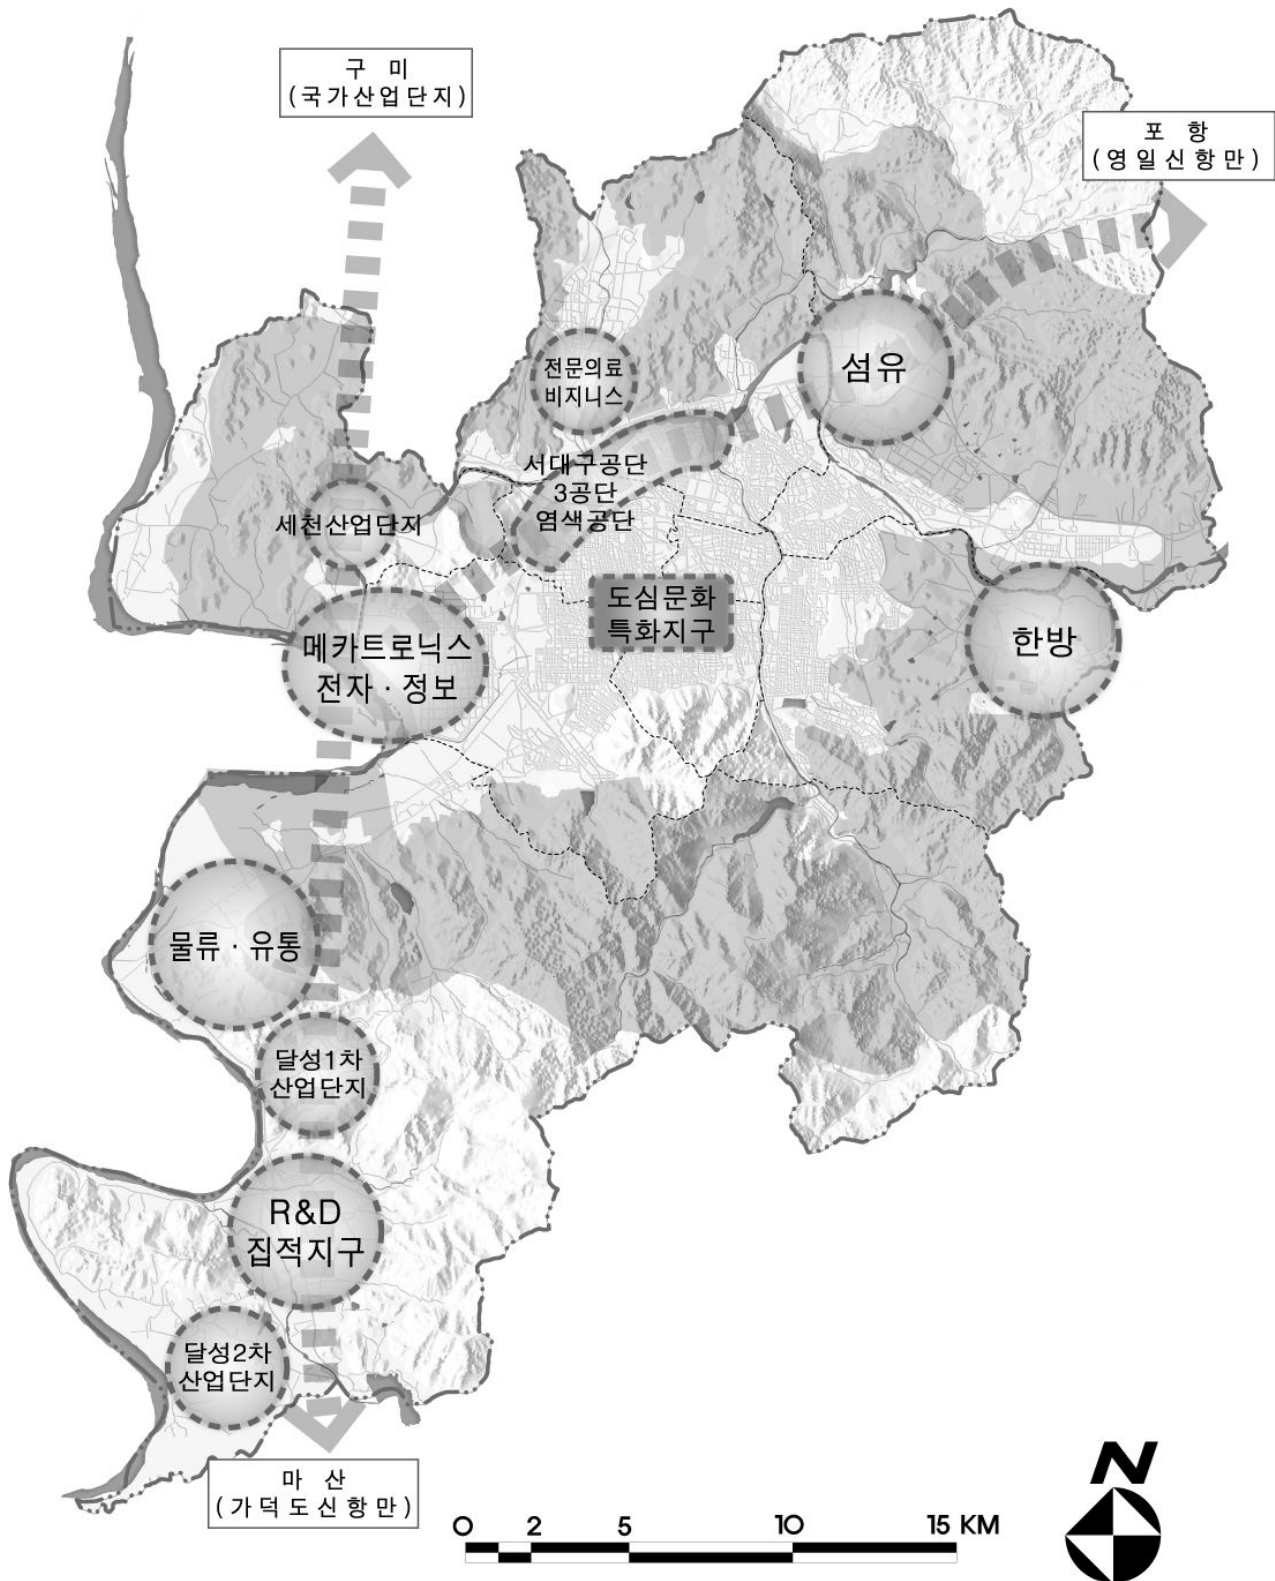 구 미
(국가산업단지)
포 항
(영일신항만)
전문의료
비지니스
섬유
서대구공단
3공단
염색공단
세천산업단지
도심문화
특화지구
메카트로닉스
전자·정보
한방
물류·유통
달성1차
산업단지
R&D
집적지구
달성2차
산업단지
마 산
(가덕도신항만)
0 2 5 10 15 KM
N